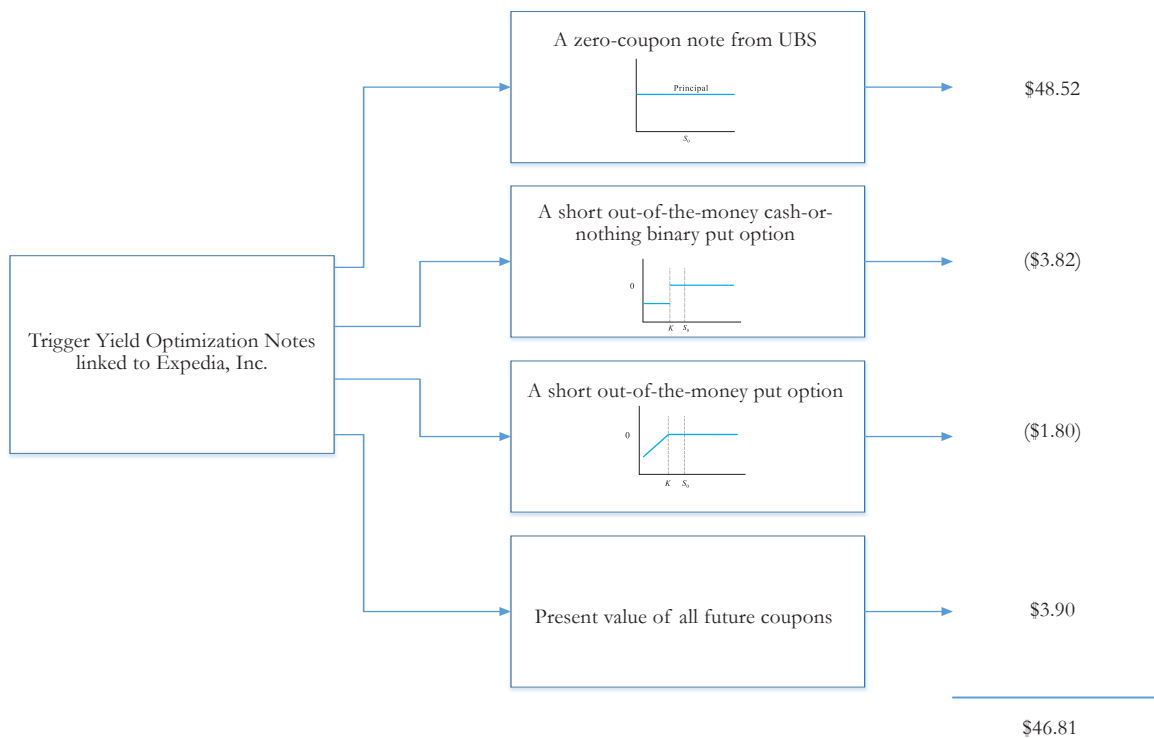 A zero-coupon note from UBS
Principal
S₀
$48.52
A short out-of-the-money cash-or-
nothing binary put option
0
K S₀
($3.82)
Trigger Yield Optimization Notes
linked to Expedia, Inc.
A short out-of-the-money put option
0
K S₀
($1.80)
Present value of all future coupons
$3.90
$46.81